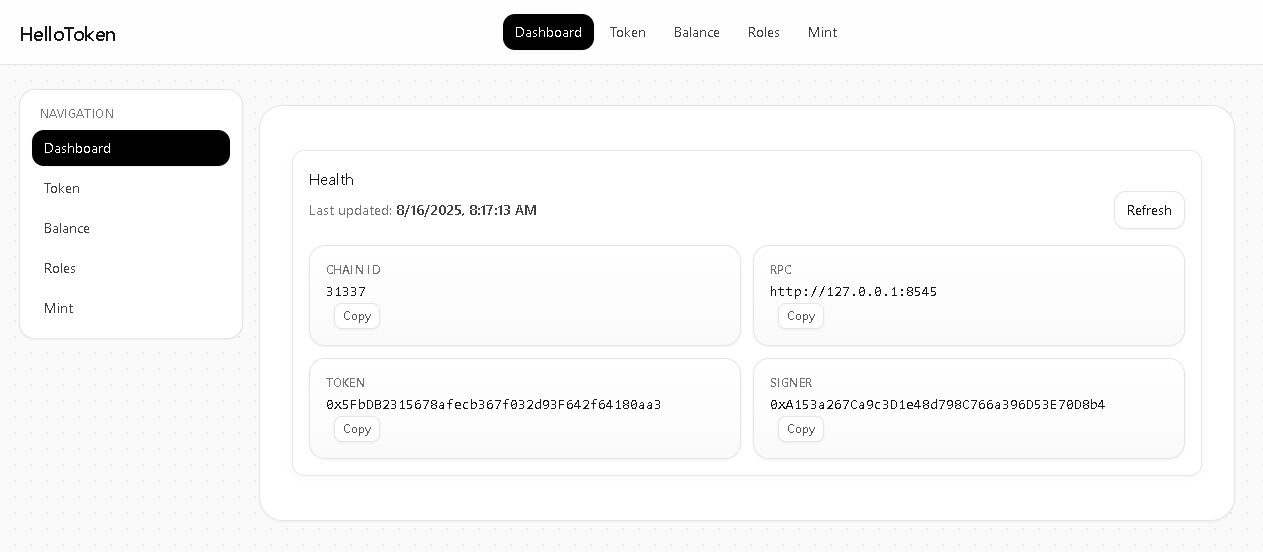 HelloToken
Dashboard Token Balance Roles Mint
NAVIGATION
Dashboard
Token
Balance
Roles
Mint
Health
Last updated: 8/16/2025, 8:17:13 AM
Refresh
CHAIN ID
31337
Copy
RPC
http://127.0.0.1:8545
Copy
TOKEN
0x5FbDB2315678afecb367f032d93F642f64180aa3
Copy
SIGNER
0xA153a267Ca9c3D1e48d798C766a396D53E70D8b4
Copy